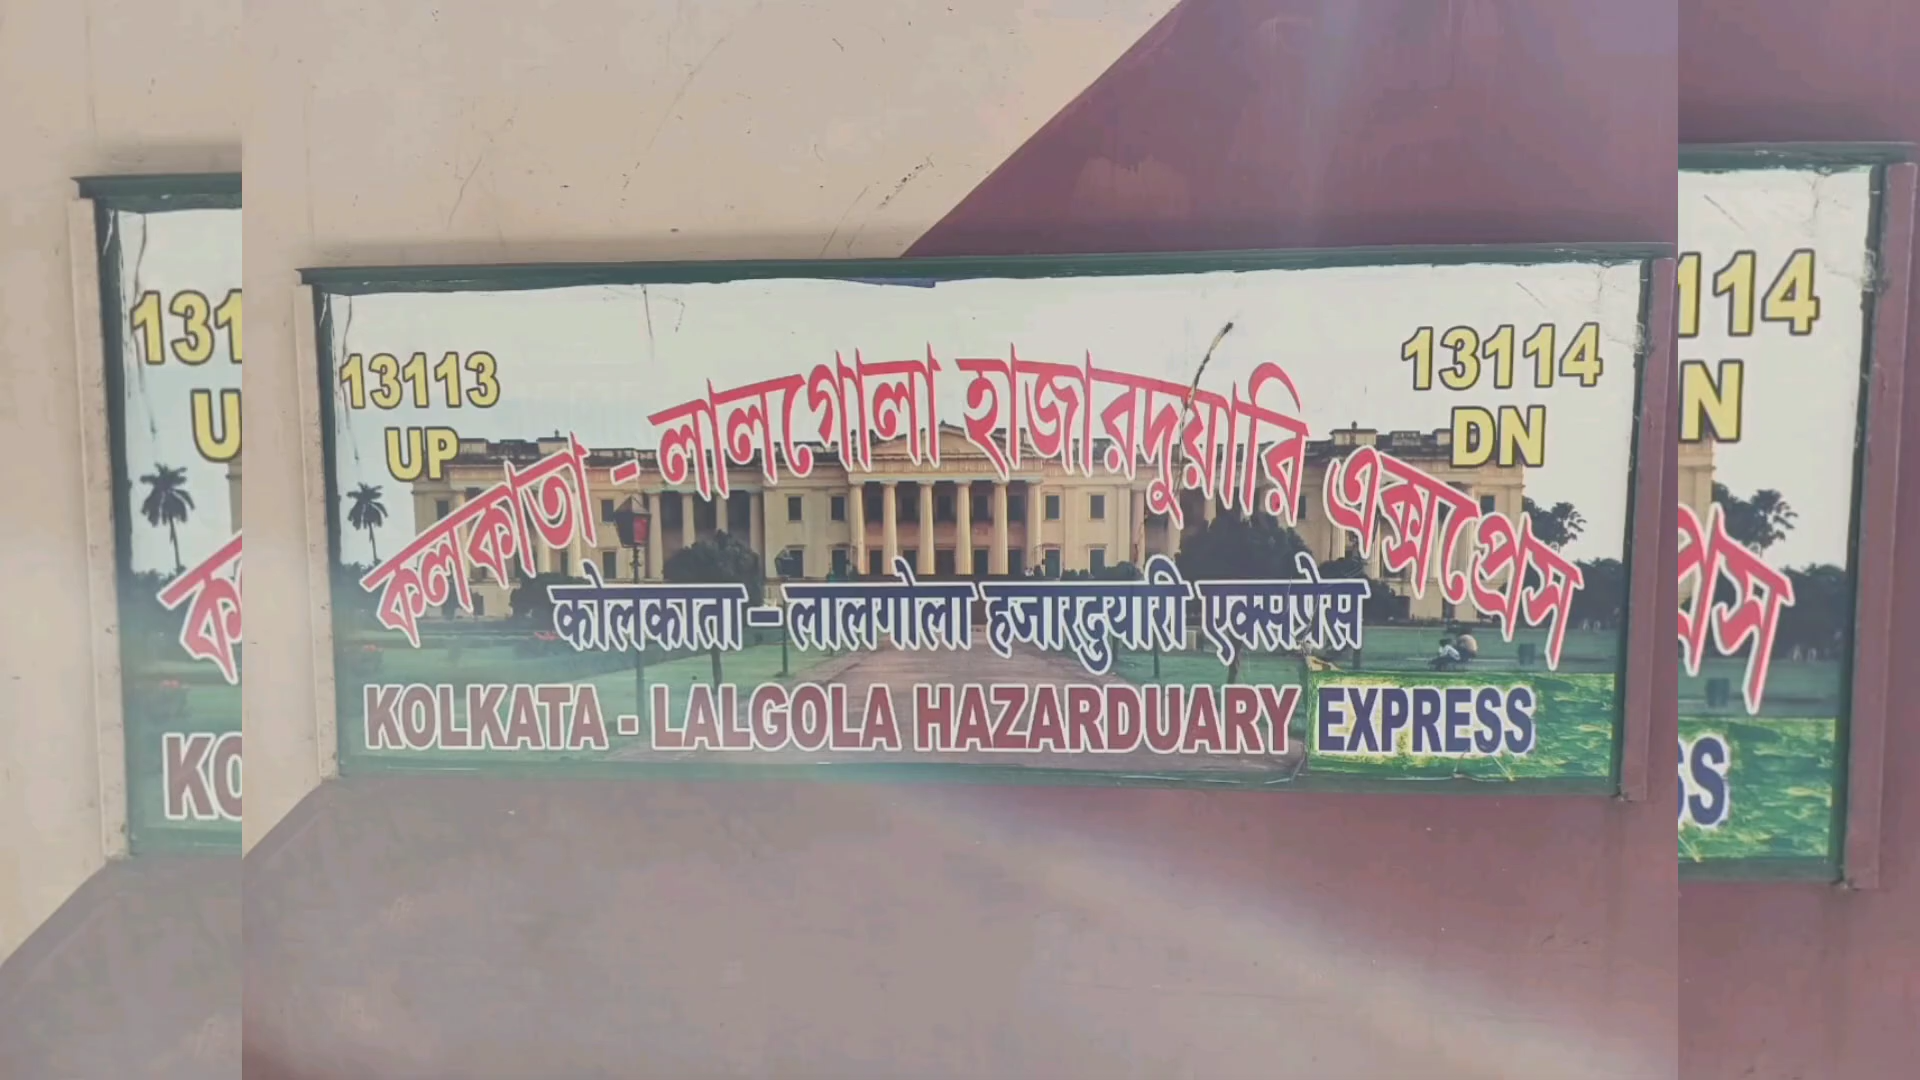 13113
UP
13114
DN
কলকাতা - লালগোলা হাজারদুয়ারি এক্সপ্রেস
कोलकाता – लालगोला हजारदुयारी एक्सप्रेस
KOLKATA - LALGOLA HAZARDUARY EXPRESS